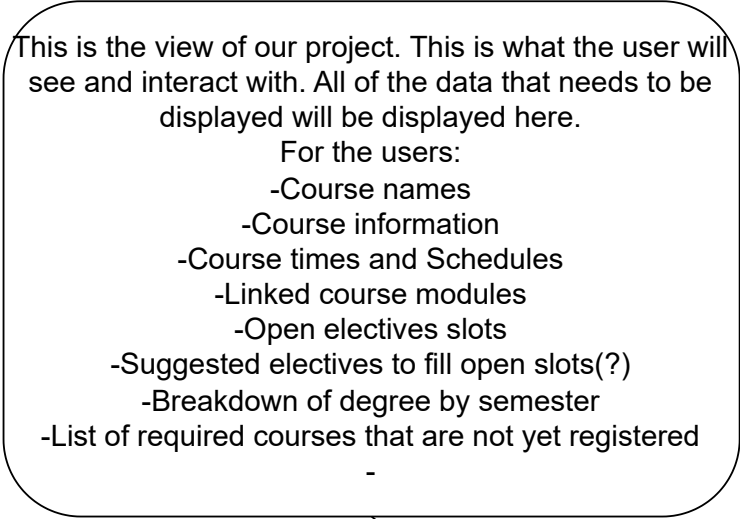 This is the view of our project. This is what the user will
see and interact with. All of the data that needs to be
displayed will be displayed here.
For the users:
-Course names
-Course information
-Course times and Schedules
-Linked course modules
-Open electives slots
-Suggested electives to fill open slots(?)
-Breakdown of degree by semester
-List of required courses that are not yet registered
-